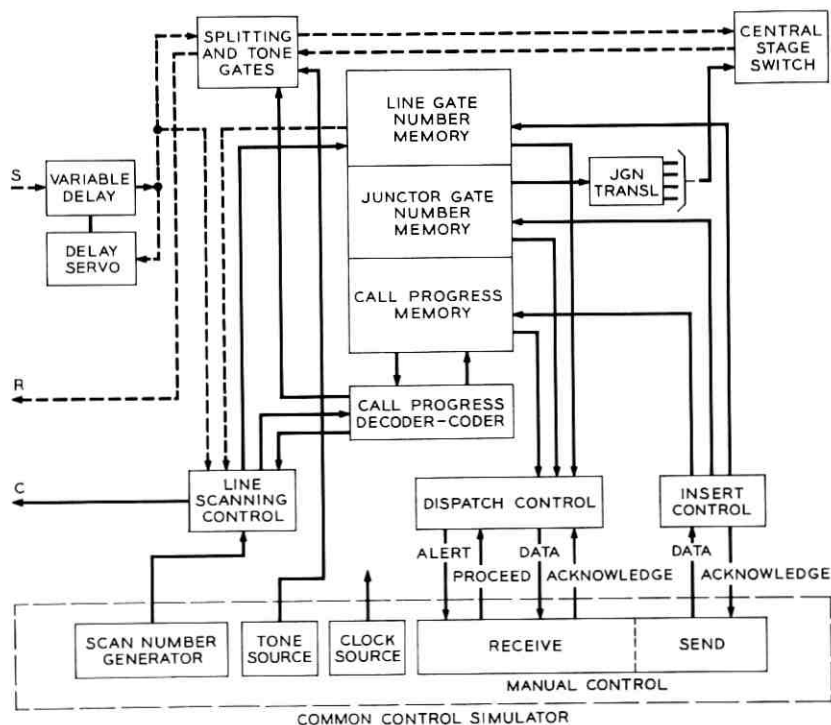 SPLITTING
AND TONE
GATES
CENTRAL
STAGE
SWITCH
LINE GATE
NUMBER
MEMORY
S
VARIABLE
DELAY
JGN
TRANSL
JUNCTOR GATE
NUMBER
MEMORY
DELAY
SERVO
CALL PROGRESS
MEMORY
R
CALL PROGRESS
DECODER-CODER
C
LINE
SCANNING
CONTROL
DISPATCH CONTROL
INSERT
CONTROL
ALERT
DATA
DATA
PROCEED
ACKNOWLEDGE
ACKNOWLEDGE
SCAN NUMBER
GENERATOR
TONE
SOURCE
CLOCK
SOURCE
RECEIVE
SEND
MANUAL CONTROL
COMMON CONTROL SIMULATOR